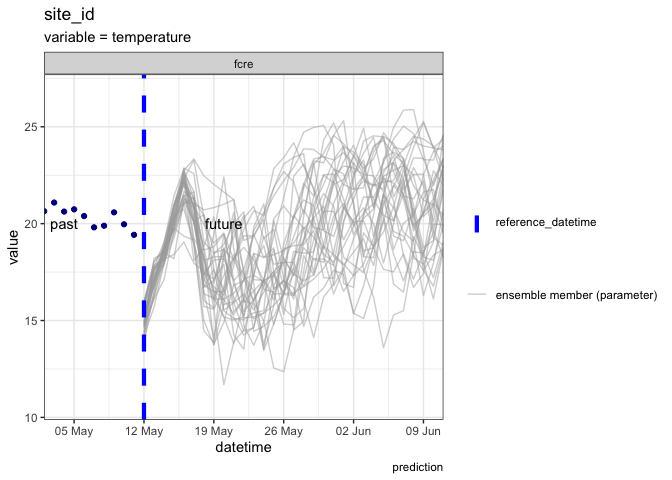 site_id
variable = temperature
fcre
25
20
15
10
value
past
future
05 May
12 May
19 May
26 May
02 Jun
09 Jun
datetime
prediction
reference_datetime
ensemble member (parameter)